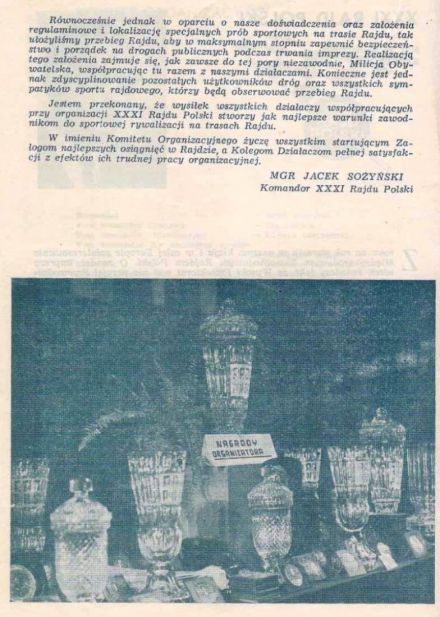 Równocześnie jednak w oparciu o nasze doświadczenia oraz założenia
regulaminowe i lokalizację specjalnych prób sportowych na trasie Rajdu, tak
ułożyliśmy przebieg Rajdu, aby w maksymalnym stopniu zapewnić bezpieczeń-
stwo i porządek na drogach publicznych podczas trwania imprezy. Realizacją
tego założenia zajmuje się, jak zawsze do tej pory niezawodnie, Milicja Oby-
watelska, współpracując tu razem z naszymi działaczami. Konieczne jest jed-
nak zdyscyplinowanie pozostałych użytkowników dróg oraz wszystkich sym-
patyków sportu rajdowego, którzy będą obserwować przebieg Rajdu.
Jestem przekonany, że wysiłek wszystkich działaczy współpracujących
przy organizacji XXXI Rajdu Polski stworzy jak najlepsze warunki zawod-
nikom do sportowej rywalizacji na trasach Rajdu.
W imieniu Komitetu Organizacyjnego życzę wszystkim startującym Za-
łogom najlepszych osiągnięć w Rajdzie, a Kolegom Działaczom pełnej satysfak-
cji z efektów ich trudnej pracy organizacyjnej.
MGR JACEK SOŻYŃSKI
Komandor XXXI Rajdu Polski
NAGRODY
ORGANIZATORA